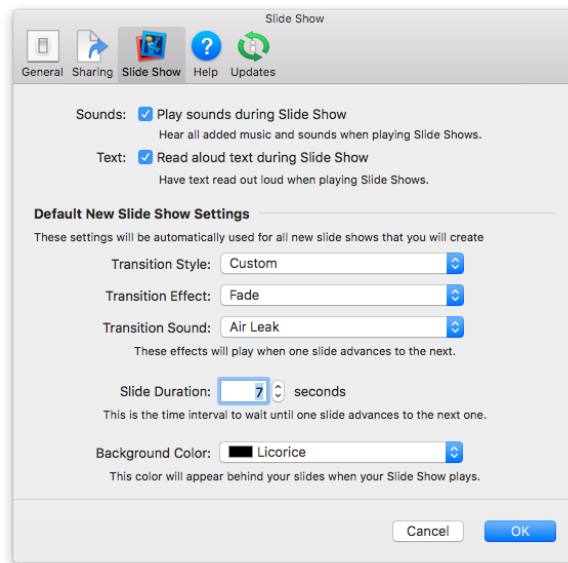 Slide Show
General Sharing Slide Show Help Updates
Sounds: Play sounds during Slide Show
Hear all added music and sounds when playing Slide Shows.
Text: Read aloud text during Slide Show
Have text read out loud when playing Slide Shows.
Default New Slide Show Settings
These settings will be automatically used for all new slide shows that you will create
Transition Style: Custom
Transition Effect: Fade
Transition Sound: Air Leak
These effects will play when one slide advances to the next.
Slide Duration: 7 seconds
This is the time interval to wait until one slide advances to the next one.
Background Color: Licorice
This color will appear behind your slides when your Slide Show plays.
Cancel OK